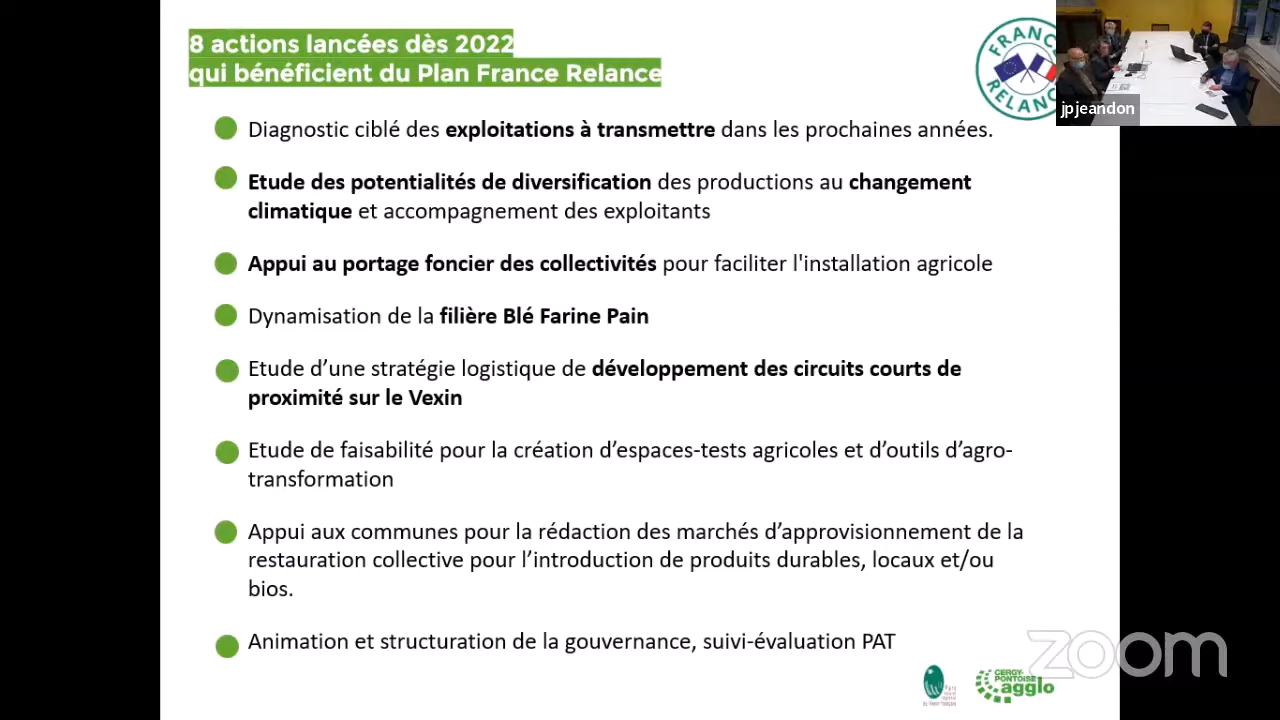 8 actions lancées dès 2022
qui bénéficient du Plan France Relance
FRANCE
RELANCE
jpjeandon
Diagnostic ciblé des exploitations à transmettre dans les prochaines années.
Etude des potentialités de diversification des productions au changement
climatique et accompagnement des exploitants
Appui au portage foncier des collectivités pour faciliter l'installation agricole
Dynamisation de la filière Blé Farine Pain
Etude d’une stratégie logistique de développement des circuits courts de
proximité sur le Vexin
Etude de faisabilité pour la création d’espaces-tests agricoles et d’outils d’agro-
transformation
Appui aux communes pour la rédaction des marchés d’approvisionnement de la
restauration collective pour l’introduction de produits durables, locaux et/ou
bios.
Animation et structuration de la gouvernance, suivi-évaluation PAT
zoom
CERGY-
PONTOISE
agglo